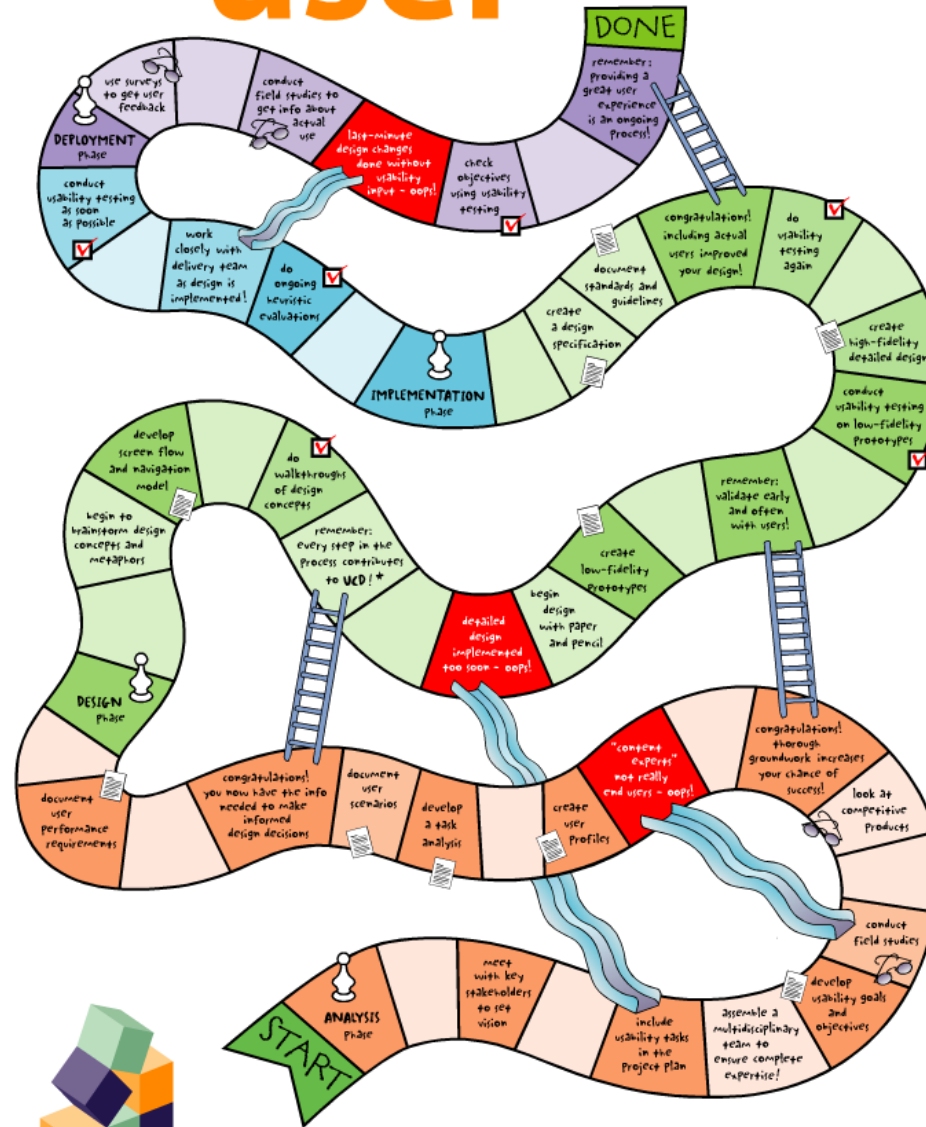 user
DONE
remember:
providing a
great user
experience
is an ongoing
process!
use surveys
to get user
feedback
conduct
field studies to
get info about
actual
use
last-minute
design changes
done without
usability
input - oops!
check
objectives
using usability
testing
DEPLOYMENT
phase
conduct
usability testing
as soon
as possible
work
closely with
delivery team
as design is
implemented!
do
ongoing
heuristic
evaluations
IMPLEMENTATION
phase
create
a design
specification
document
standards and
guidelines
congratulations!
including actual
users improved
your design!
do
usability
testing
again
create
high-fidelity
detailed design
conduct
usability testing
on low-fidelity
prototypes
remember:
validate early
and often
with users!
create
low-fidelity
prototypes
begin
design
with paper
and pencil
detailed
design
implemented
too soon - oops!
remember:
every step in the
process contributes
to UCD! *
do
walkthroughs
of design
concepts
develop
screen flow
and navigation
model
begin to
brainstorm design
concepts and
metaphors
DESIGN
phase
document
user
performance
requirements
congratulations!
you now have the info
needed to make
informed
design decisions
document
user
scenarios
develop
a task
analysis
create
user
profiles
"content
experts"
not really
end users - oops!
congratulations!
thorough
groundwork increases
your chance of
success!
look at
competitive
products
conduct
field studies
develop
usability goals
and
objectives
assemble a
multidisciplinary
team to
ensure complete
expertise!
include
usability tasks
in the
project plan
meet
with key
stakeholders
to set
vision
ANALYSIS
phase
START